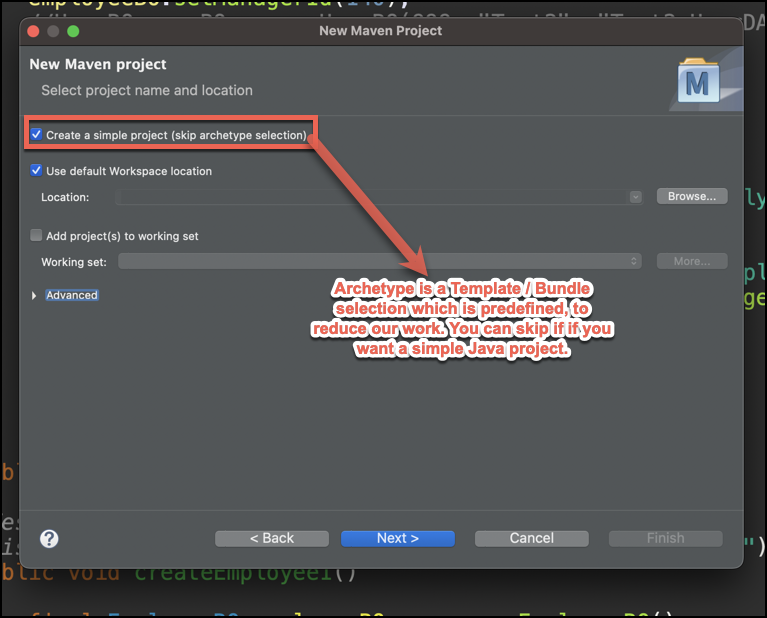 employeeBO.setManagerId(140);
New Maven Project
New Maven project
Select project name and location
M
Create a simple project (skip archetype selection)
Use default Workspace location
Location:
Browse...
Add project(s) to working set
Working set:
More...
Advanced
Archetype is a Template / Bundle
selection which is predefined, to
reduce our work. You can skip if if you
want a simple Java project.
?
< Back
Next >
Cancel
Finish
void createEmployee1()